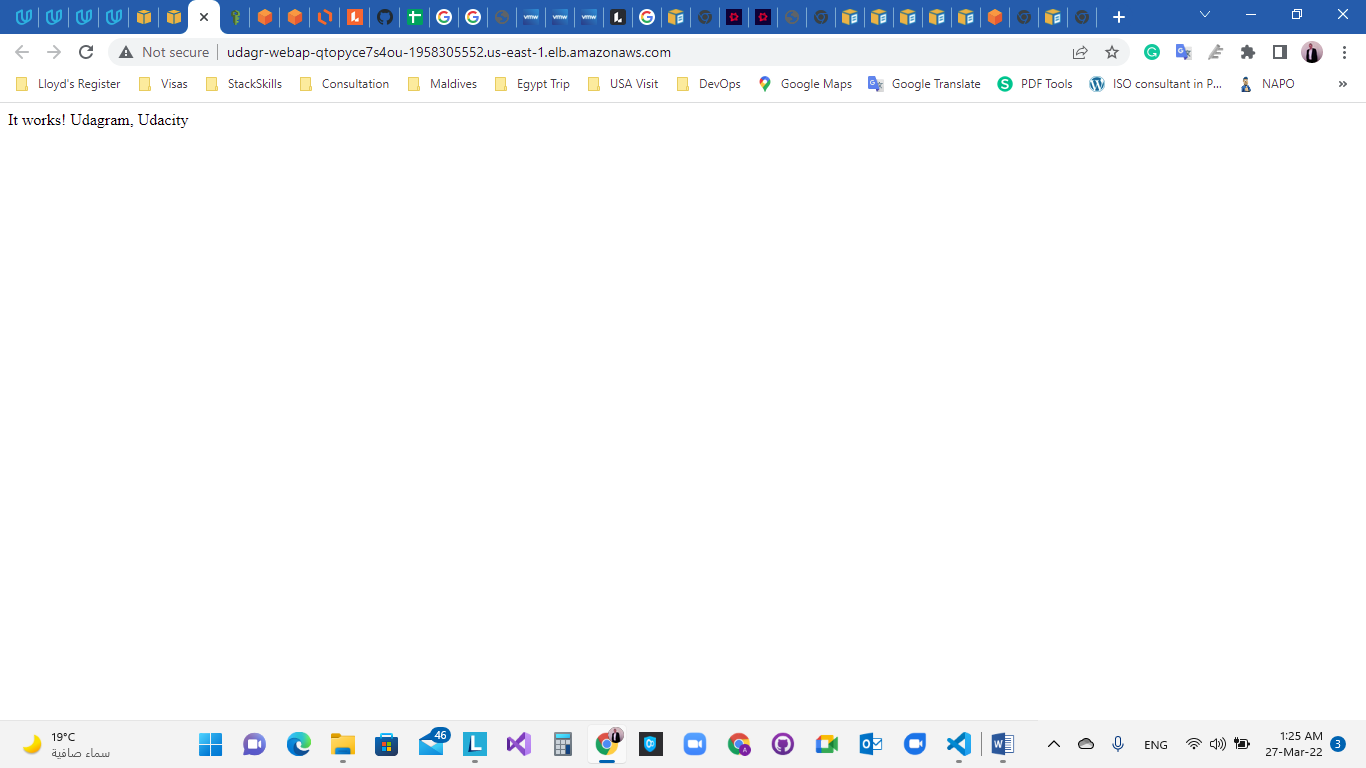 Not secure
udagr-webap-qtopyce7s4ou-1958305552.us-east-1.elb.amazonaws.com
Lloyd's Register Visas StackSkills Consultation Maldives Egypt Trip USA Visit DevOps Google Maps Google Translate PDF Tools ISO consultant in P... NAPO
It works! Udagram, Udacity
19°C
سماء صافية
46
ENG
1:25 AM
27-Mar-22
3